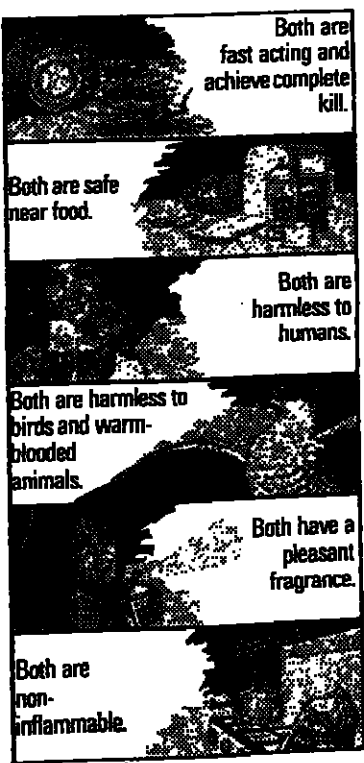 Both are
fast acting and
achieve complete
kill.
Both are safe
near food.
Both are
harmless to
humans.
Both are harmless to
birds and warm-
blooded
animals.
Both have a
pleasant
fragrance.
Both are
non-
inflammable.